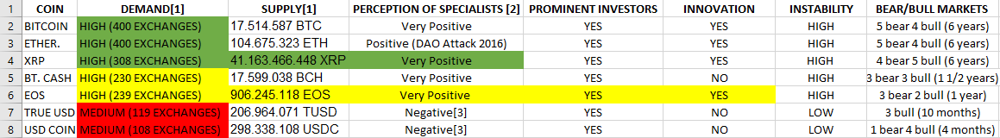 1 COIN DEMAND[1] SUPPLY[1] PERCEPTION OF SPECIALISTS [2] PROMINENT INVESTORS INNOVATION INSTABILITY BEAR/BULL MARKETS
2 BITCOIN HIGH (400 EXCHANGES) 17.514.587 BTC Very Positive YES YES HIGH 5 bear 4 bull (6 years)
3 ETHER. HIGH (400 EXCHANGES) 104.675.323 ETH Positive (DAO Attack 2016) YES YES HIGH 5 bear 4 bull (6 years)
4 XRP HIGH (308 EXCHANGES) 41.163.466.448 XRP Very Positive YES YES HIGH 4 bear 5 bull (6 years)
5 BT. CASH HIGH (230 EXCHANGES) 17.599.038 BCH Very Positive YES NO HIGH 3 bear 3 bull (1 1/2 years)
6 EOS HIGH (239 EXCHANGES) 906.245.118 EOS Very Positive YES YES HIGH 3 bear 2 bull (1 year)
7 TRUE USD MEDIUM (119 EXCHANGES) 206.964.071 TUSD Negative[3] YES NO LOW 3 bull (10 months)
8 USD COIN MEDIUM (108 EXCHANGES) 298.338.108 USDC Negative[3] YES NO LOW 1 bear 4 bull (4 months)